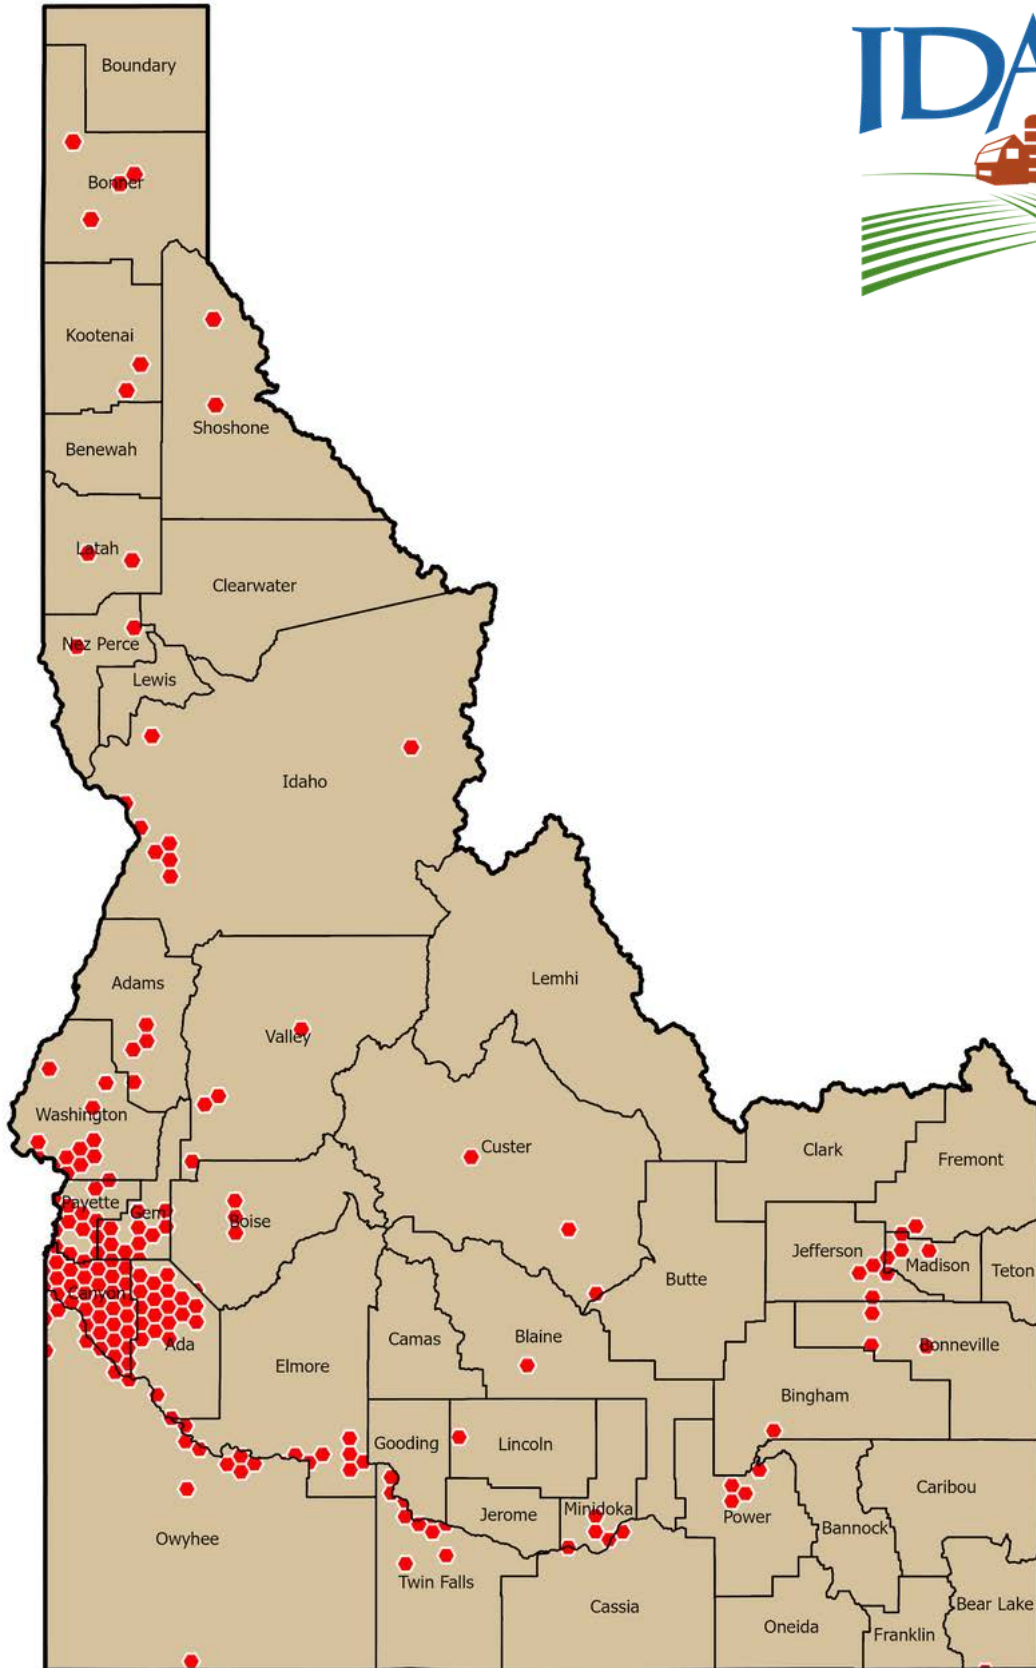 IDA
Boundary
Bonner
Kootenai
Shoshone
Benewah
Latah
Clearwater
Nez Perce
Lewis
Idaho
Lemhi
Adams
Valley
Washington
Custer
Clark
Fremont
Payette
Gem
Boise
Jefferson
Madison
Teton
Butte
Canyon
Ada
Camas
Blaine
Bonneville
Elmore
Bingham
Gooding
Lincoln
Caribou
Jerome
Minidoka
Power
Bannock
Owyhee
Twin Falls
Cassia
Bear Lake
Oneida
Franklin